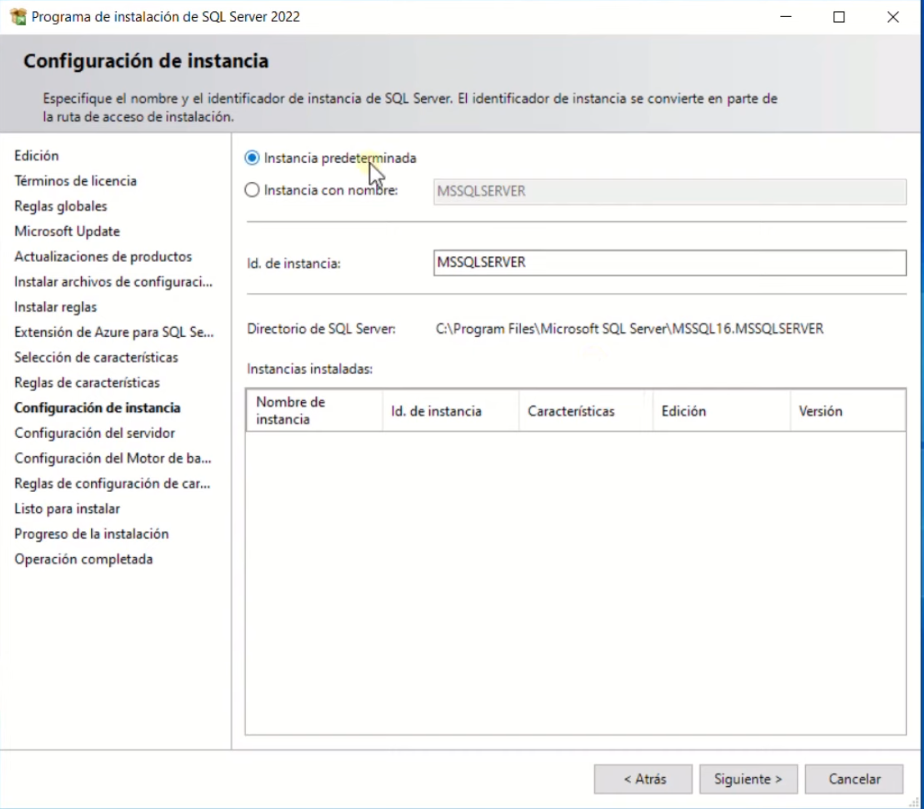 Programa de instalación de SQL Server 2022
Configuración de instancia
Especifique el nombre y el identificador de instancia de SQL Server. El identificador de instancia se convierte en parte de
la ruta de acceso de instalación.
Edición
Términos de licencia
Reglas globales
Microsoft Update
Actualizaciones de productos
Instalar archivos de configuraci...
Instalar reglas
Extensión de Azure para SQL Se...
Selección de características
Reglas de características
Configuración de instancia
Configuración del servidor
Configuración del Motor de ba...
Reglas de configuración de car...
Listo para instalar
Progreso de la instalación
Operación completada
Instancia predeterminada
Instancia con nombre: MSSQLSERVER
Id. de instancia: MSSQLSERVER
Directorio de SQL Server: C:\Program Files\Microsoft SQL Server\MSSQL16.MSSQLSERVER
Instancias instaladas:
Nombre de
instancia
Id. de instancia
Características
Edición
Versión
< Atrás
Siguiente >
Cancelar